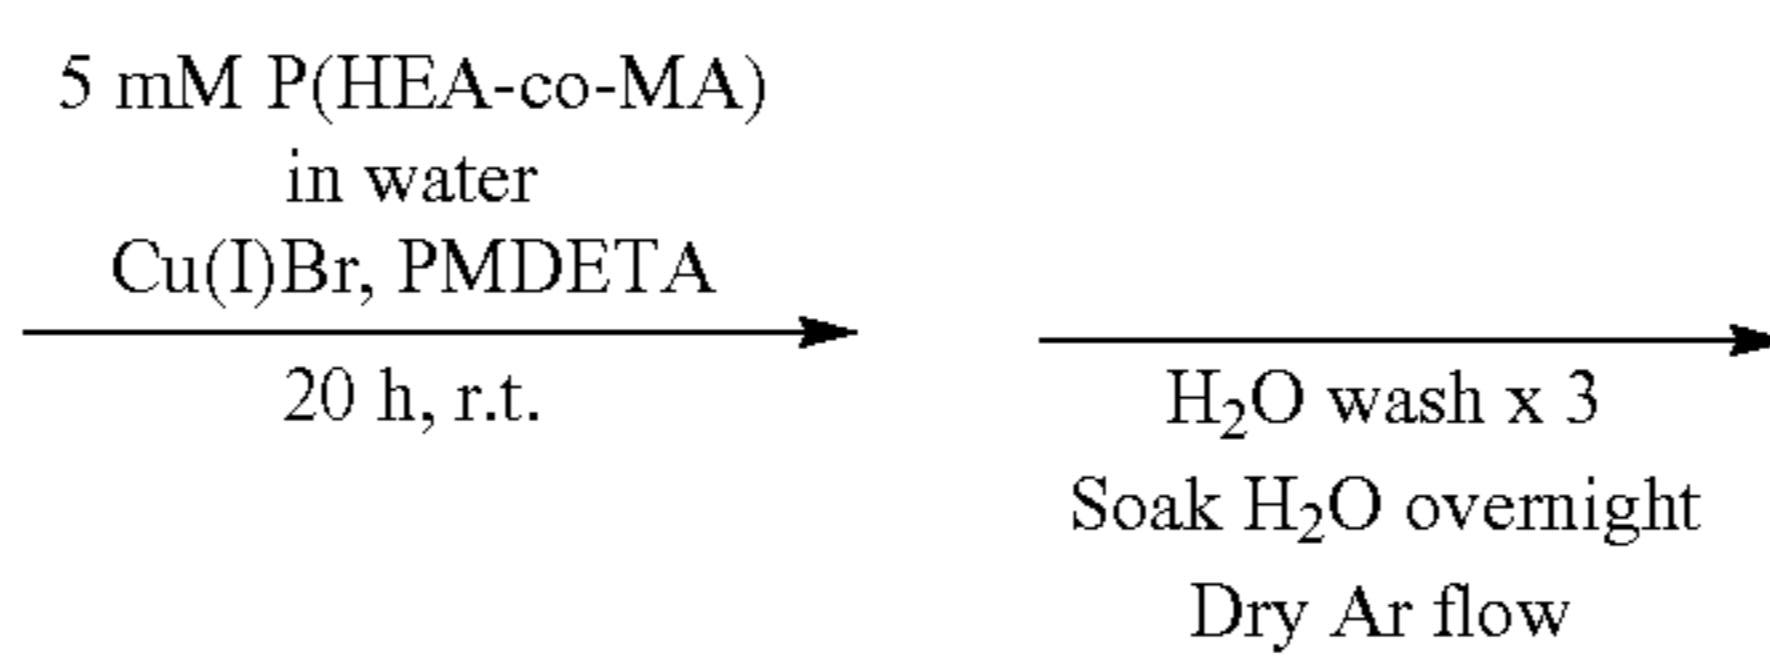 5 mM P(HEA-co-MA)
in water
Cu(I)Br, PMDETA
20 h, r.t.
H₂O wash x 3
Soak H₂O overnight
Dry Ar flow